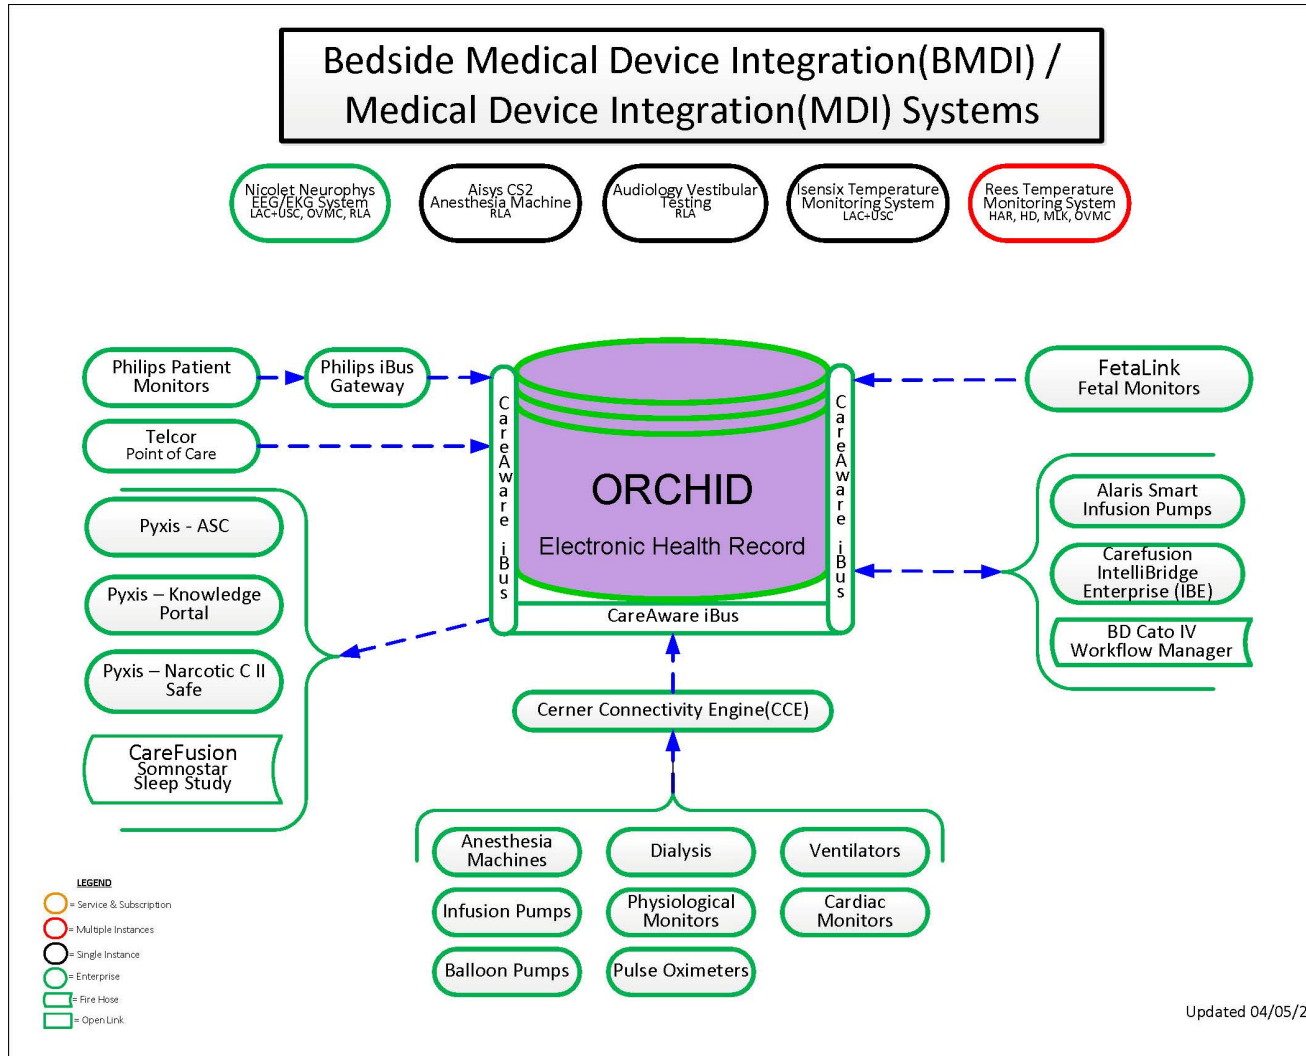 Bedside Medical Device Integration(BMDI) /
Medical Device Integration(MDI) Systems
Nicolet Neurophys
EEG/EKG System
LAC+USC, OVMC, RLA
Aisys CS2
Anesthesia Machine
RLA
Audiology Vestibular
Testing
RLA
Isensix Temperature
Monitoring System
LAC+USC
Rees Temperature
Monitoring System
HAR, HD, MLK, OVMC
Philips Patient
Monitors
Philips iBus
Gateway
Telcor
Point of Care
Pyxis - ASC
Pyxis – Knowledge
Portal
Pyxis – Narcotic C II
Safe
CareFusion
Somnostar
Sleep Study
CareAware iBus
ORCHID
Electronic Health Record
CareAware iBus
CareAware iBus
FetaLink
Fetal Monitors
Alaris Smart
Infusion Pumps
Carefusion
IntelliBridge
Enterprise (IBE)
BD Cato IV
Workflow Manager
Cerner Connectivity Engine(CCE)
Anesthesia
Machines
Dialysis
Ventilators
Infusion Pumps
Physiological
Monitors
Cardiac
Monitors
Balloon Pumps
Pulse Oximeters
LEGEND
= Service & Subscription
= Multiple Instances
= Single Instance
= Enterprise
= Fire Hose
= Open Link
Updated 04/05/2